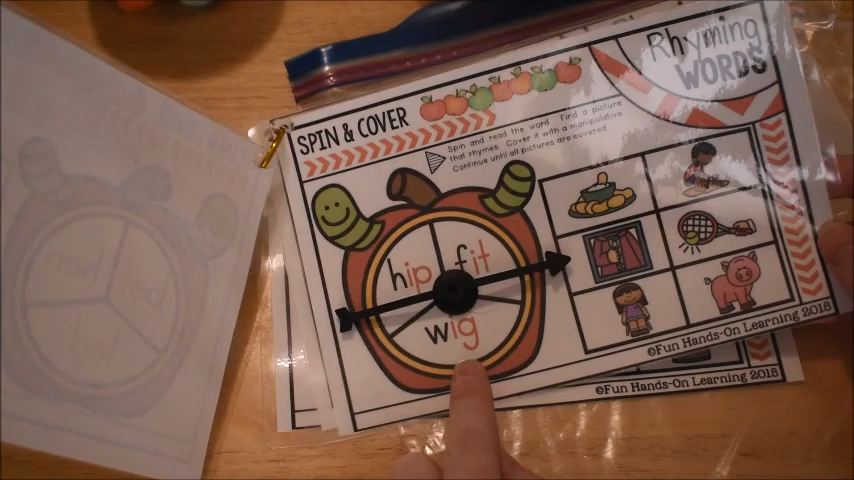 Rhyming
WORDS
SPIN & COVER
Spin and read the word. Find a picture
that rhymes. Cover it with a manipulative.
Continue until all pictures are covered.
hip
fit
wig
©Fun Hands-On Learning 2018
©Fun Hands-On Learning 2018